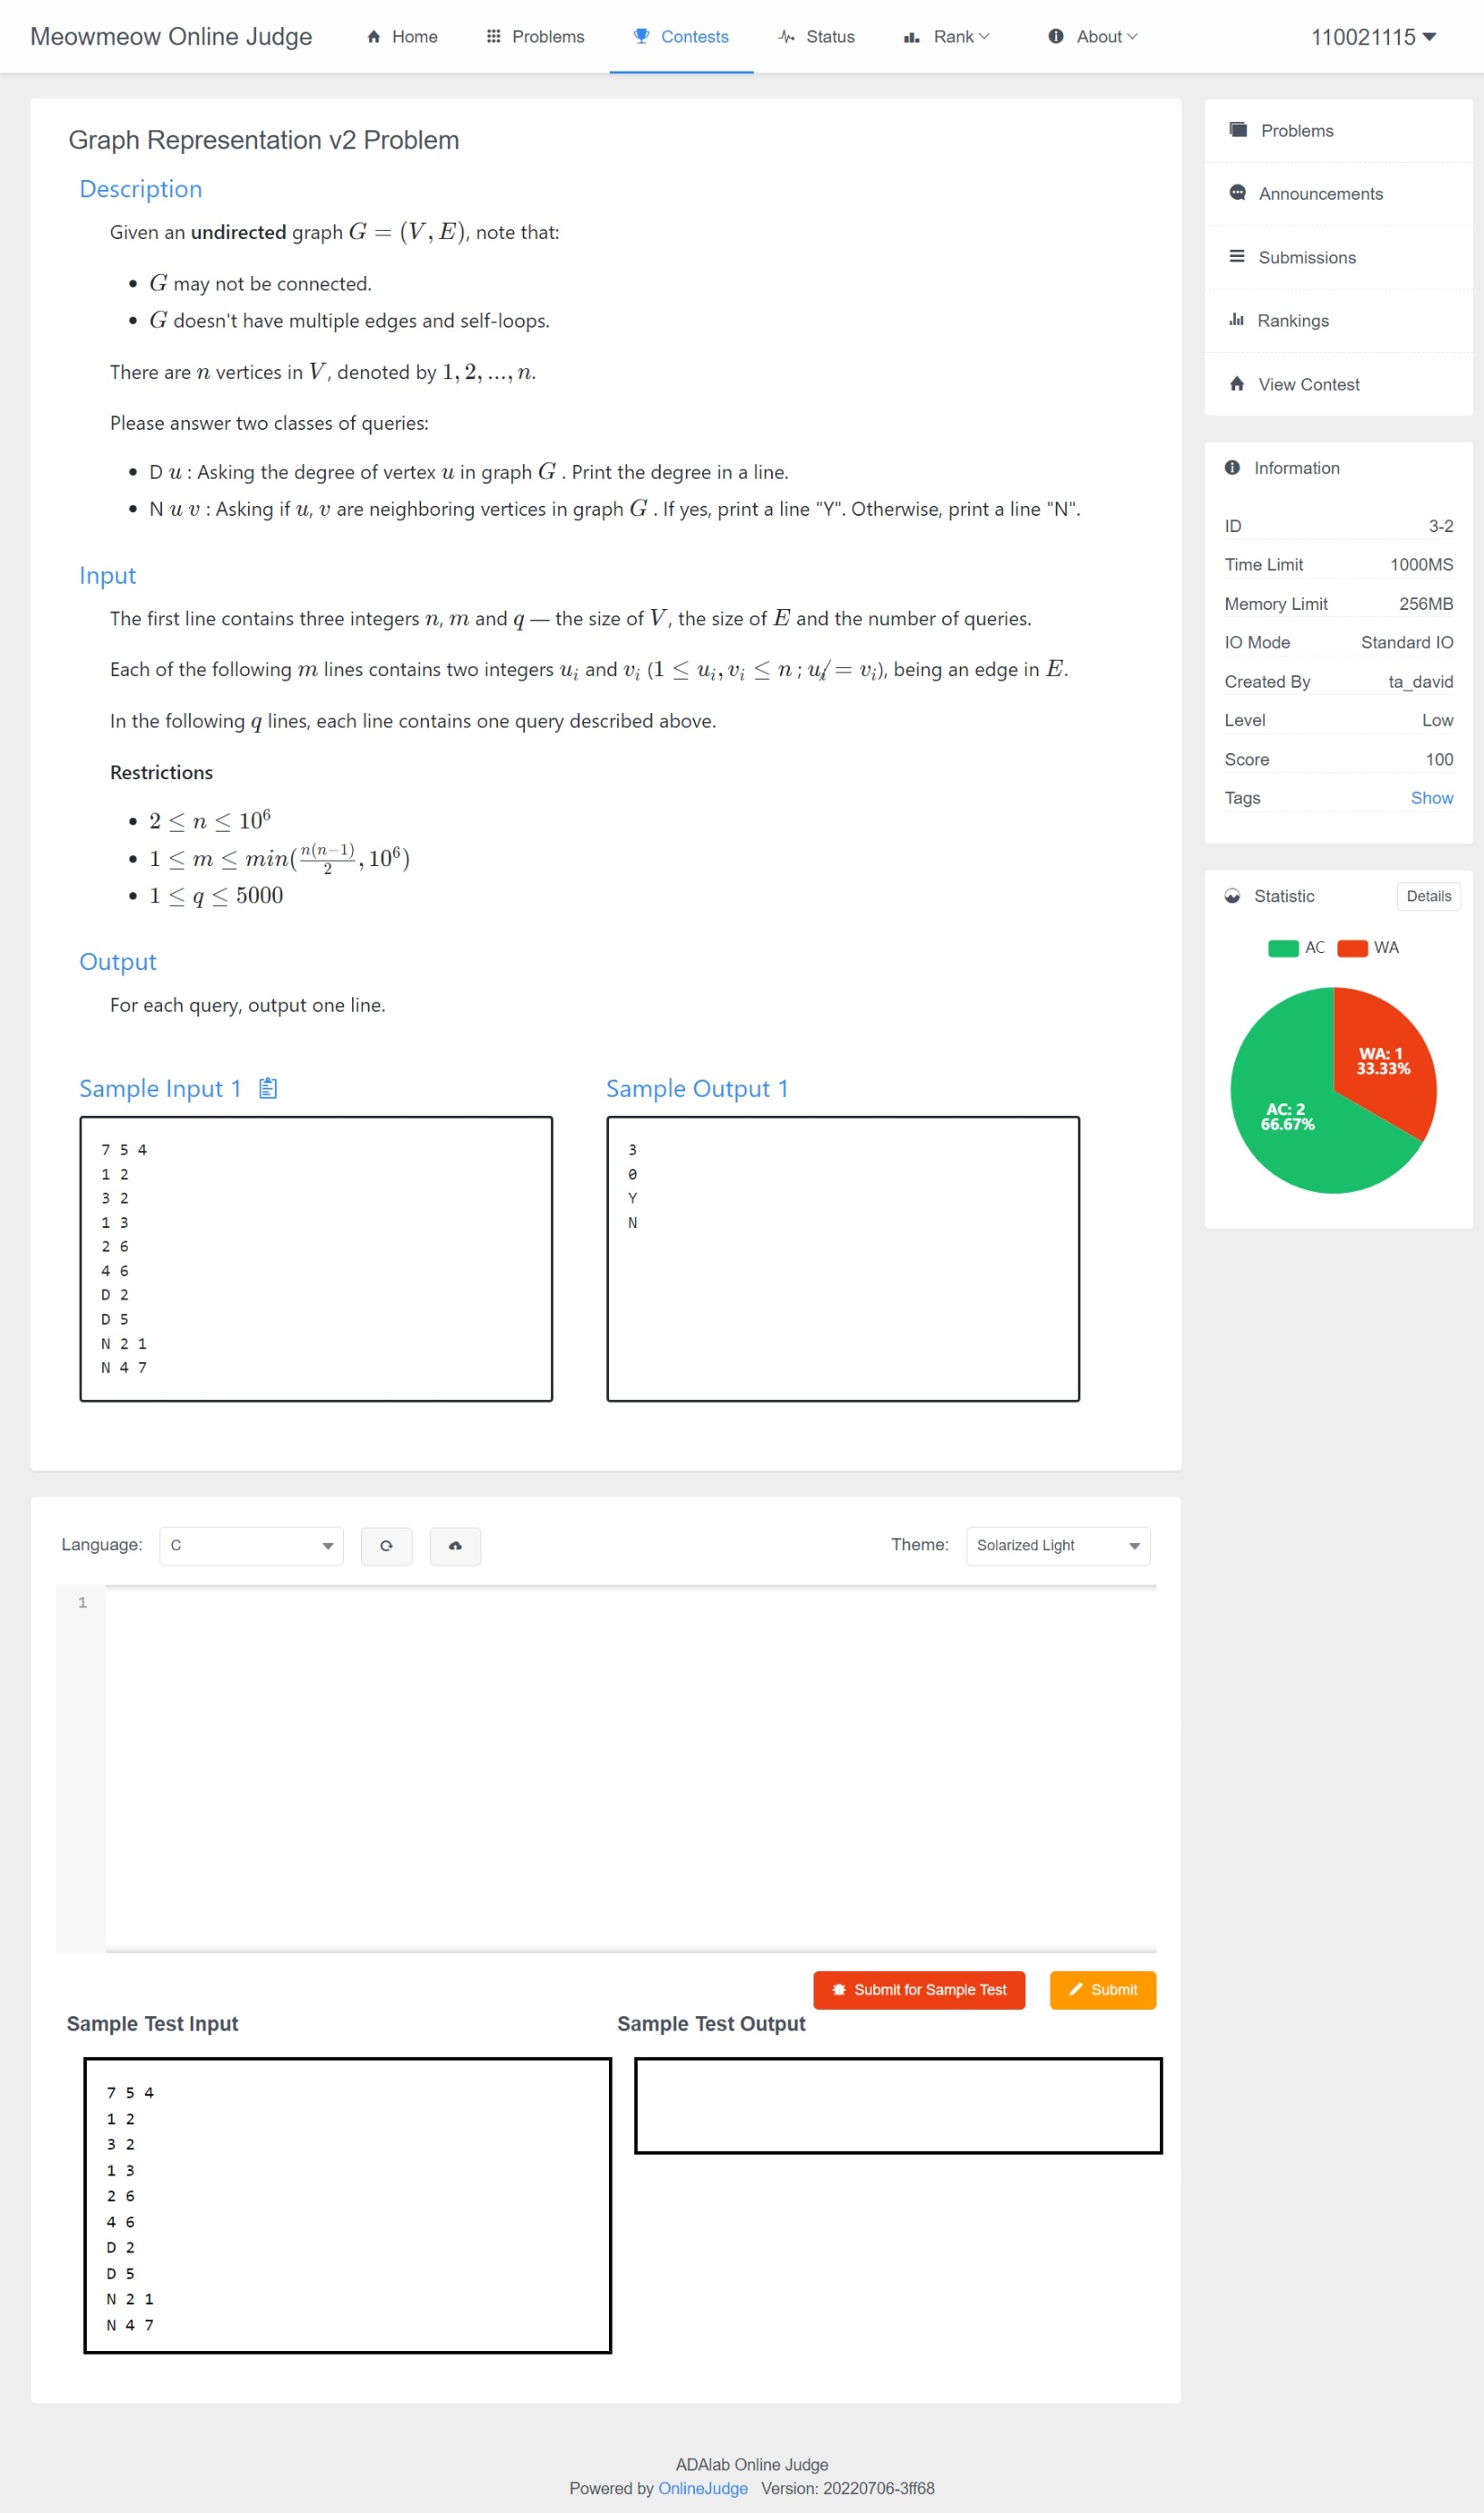 Meowmeow Online Judge
Home
Problems
Contests
Status
Rank
About
110021115
Graph Representation v2 Problem
Description
Given an undirected graph G = (V, E), note that:
• G may not be connected.
• G doesn't have multiple edges and self-loops.
There are n vertices in V, denoted by 1, 2, ..., n.
Please answer two classes of queries:
• D u : Asking the degree of vertex u in graph G . Print the degree in a line.
• N u v : Asking if u, v are neighboring vertices in graph G . If yes, print a line "Y". Otherwise, print a line "N".
Input
The first line contains three integers n, m and q — the size of V, the size of E and the number of queries.
Each of the following m lines contains two integers u_i and v_i (1 ≤ u_i, v_i ≤ n ; u_i ≠ v_i), being an edge in E.
In the following q lines, each line contains one query described above.
Restrictions
• 2 ≤ n ≤ 10^6
• 1 ≤ m ≤ min(n(n−1)/2, 10^6)
• 1 ≤ q ≤ 5000
Output
For each query, output one line.
Sample Input 1
7 5 4
1 2
3 2
1 3
2 6
4 6
D 2
D 5
N 2 1
N 4 7
Sample Output 1
3
0
Y
N
Language:
C
Theme:
Solarized Light
1
Submit for Sample Test
Submit
Sample Test Input
7 5 4
1 2
3 2
1 3
2 6
4 6
D 2
D 5
N 2 1
N 4 7
Sample Test Output
Problems
Announcements
Submissions
Rankings
View Contest
Information
ID 3-2
Time Limit 1000MS
Memory Limit 256MB
IO Mode Standard IO
Created By ta_david
Level Low
Score 100
Tags Show
Statistic
Details
AC WA
WA: 1
33.33%
AC: 2
66.67%
ADAlab Online Judge
Powered by OnlineJudge Version: 20220706-3ff68